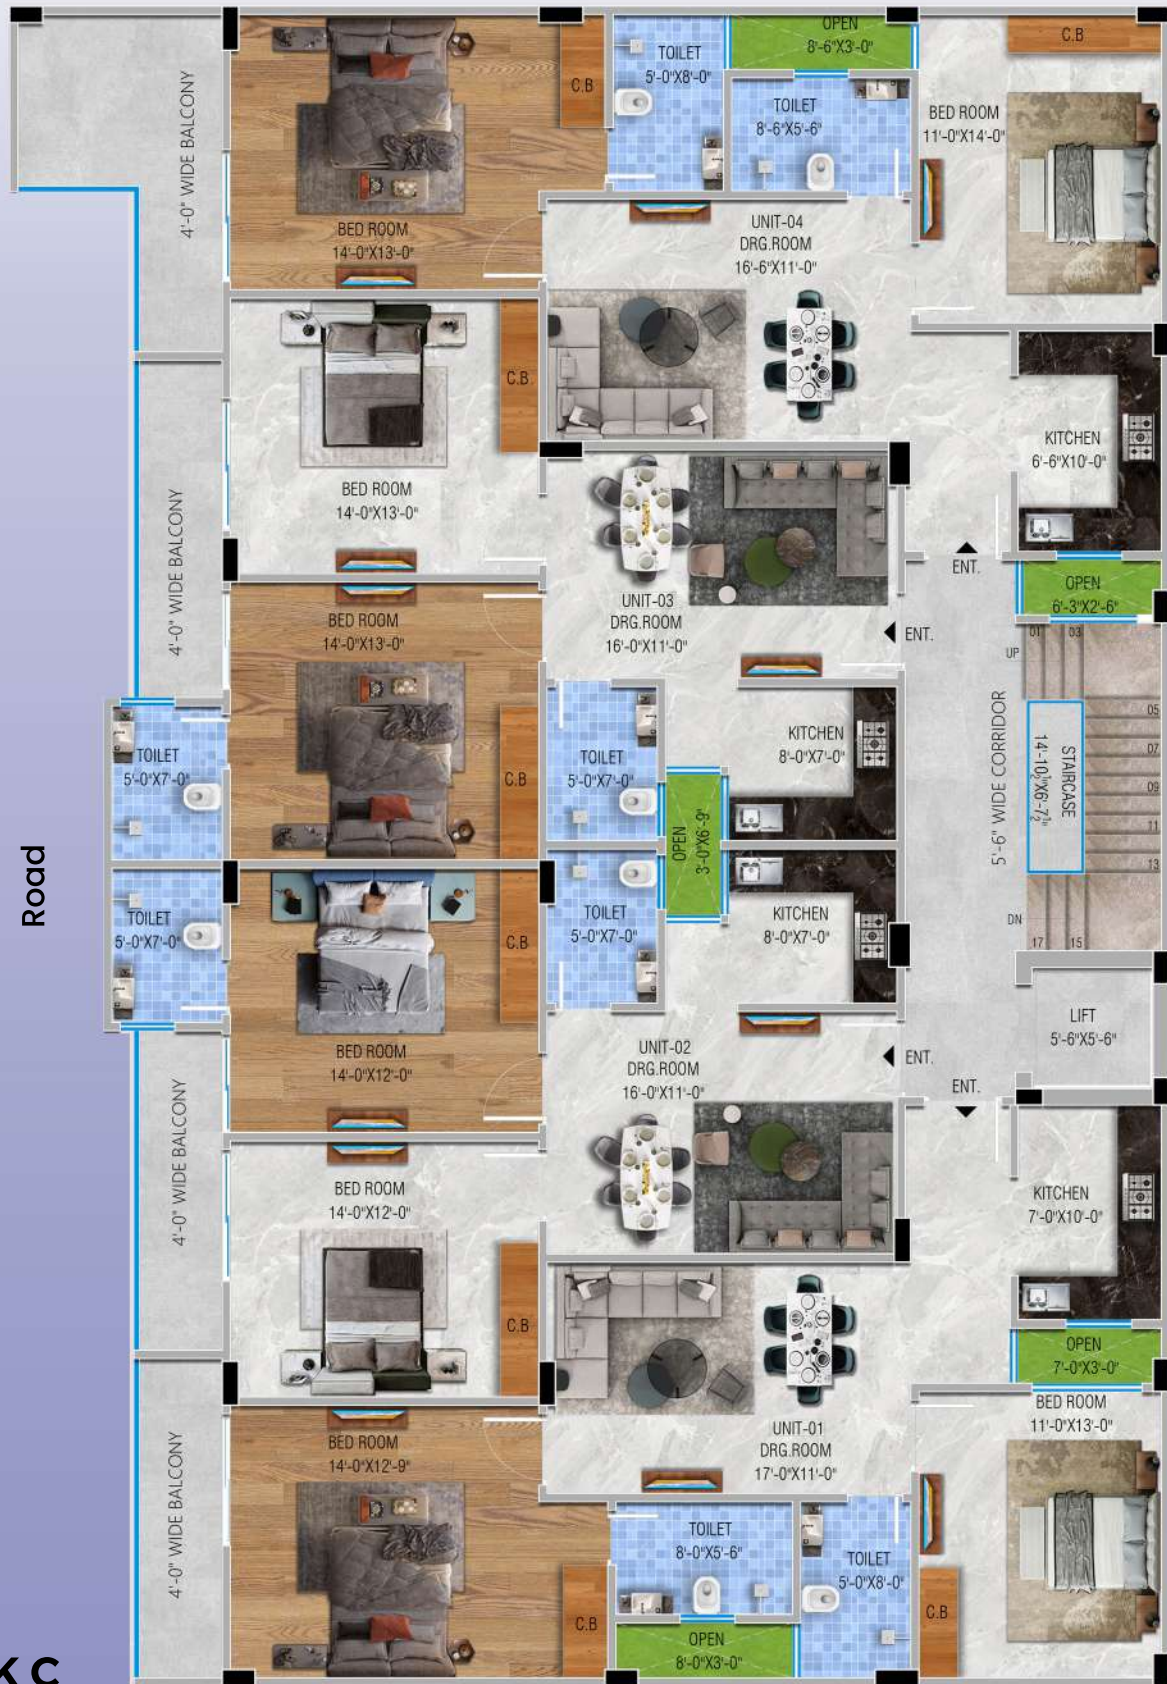 OPEN
8'-6"X3'-0"
C.B
TOILET
5'-0"X8'-0"
C.B
TOILET
8'-6"X5'-6"
BED ROOM
11'-0"X14'-0"
4'-0" WIDE BALCONY
BED ROOM
14'-0"X13'-0"
UNIT-04
DRG.ROOM
16'-6"X11'-0"
C.B
KITCHEN
6'-6"X10'-0"
BED ROOM
14'-0"X13'-0"
4'-0" WIDE BALCONY
ENT.
OPEN
6'-3"X2'-6"
UNIT-03
DRG.ROOM
16'-0"X11'-0"
BED ROOM
14'-0"X13'-0"
ENT.
01
03
UP
05
07
09
11
13
STAIRCASE
5'-6" WIDE CORRIDOR
KITCHEN
8'-0"X7'-0"
TOILET
5'-0"X7'-0"
TOILET
5'-0"X7'-0"
C.B
OPEN
3'-0"X6'-9"
Road
TOILET
5'-0"X7'-0"
C.B
TOILET
5'-0"X7'-0"
KITCHEN
8'-0"X7'-0"
DN
17
15
LIFT
5'-6"X5'-6"
BED ROOM
14'-0"X12'-0"
UNIT-02
DRG.ROOM
16'-0"X11'-0"
ENT.
ENT.
4'-0" WIDE BALCONY
BED ROOM
14'-0"X12'-0"
KITCHEN
7'-0"X10'-0"
C.B
OPEN
7'-0"X3'-0"
BED ROOM
11'-0"X13'-0"
UNIT-01
DRG.ROOM
17'-0"X11'-0"
BED ROOM
14'-0"X12'-9"
4'-0" WIDE BALCONY
TOILET
8'-0"X5'-6"
TOILET
5'-0"X8'-0"
C.B
C.B
OPEN
8'-0"X3'-0"
K C